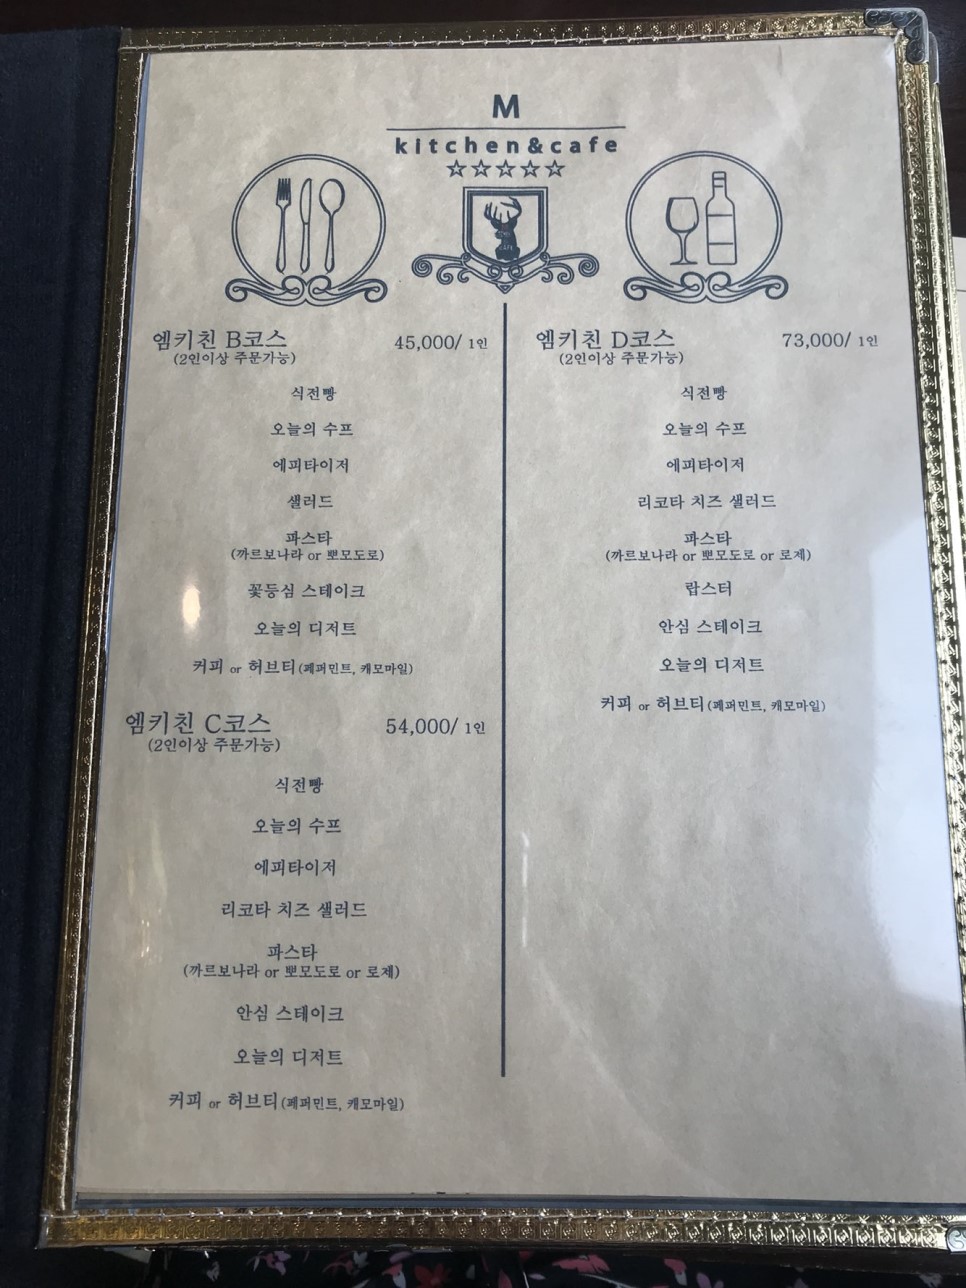 M
kitchen&cafe
엠키친 B코스 45,000/ 1인
(2인이상 주문가능)
식전빵
오늘의 수프
에피타이저
샐러드
파스타
(까르보나라 or 뽀모도로)
꽃등심 스테이크
오늘의 디저트
커피 or 허브티(페퍼민트, 캐모마일)
엠키친 C코스 54,000/ 1인
(2인이상 주문가능)
식전빵
오늘의 수프
에피타이저
리코타 치즈 샐러드
파스타
(까르보나라 or 뽀모도로 or 로제)
안심 스테이크
오늘의 디저트
커피 or 허브티(페퍼민트, 캐모마일)
엠키친 D코스 73,000/ 1인
(2인이상 주문가능)
식전빵
오늘의 수프
에피타이저
리코타 치즈 샐러드
파스타
(까르보나라 or 뽀모도로 or 로제)
랍스터
안심 스테이크
오늘의 디저트
커피 or 허브티(페퍼민트, 캐모마일)